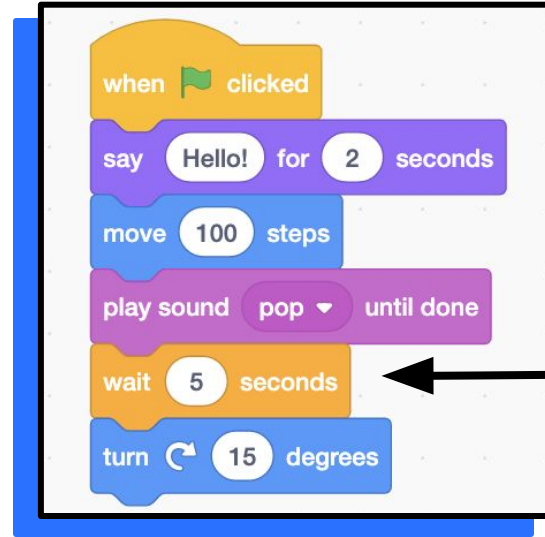 when clicked
say Hello! for 2 seconds
move 100 steps
play sound pop until done
wait 5 seconds
turn 15 degrees